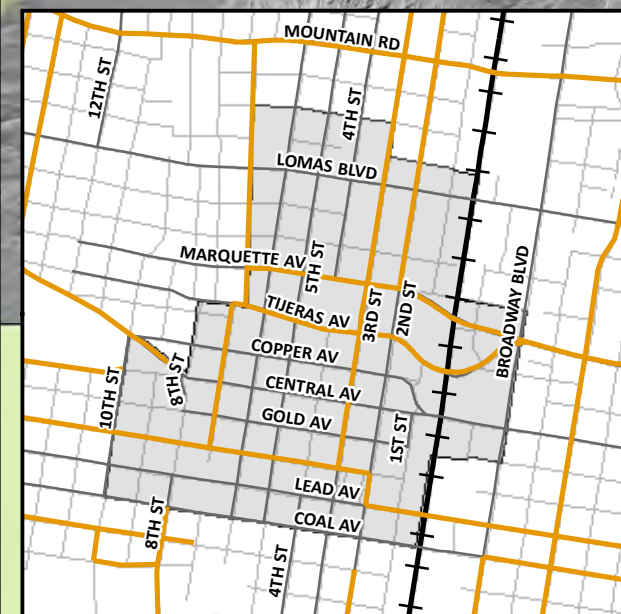 MOUNTAIN RD
12TH ST
4TH ST
LOMAS BLVD
MARQUETTE AV
5TH ST
TIJERAS AV
3RD ST
2ND ST
BROADWAY BLVD
COPPER AV
8TH ST
10TH ST
CENTRAL AV
GOLD AV
1ST ST
LEAD AV
COAL AV
8TH ST
4TH ST